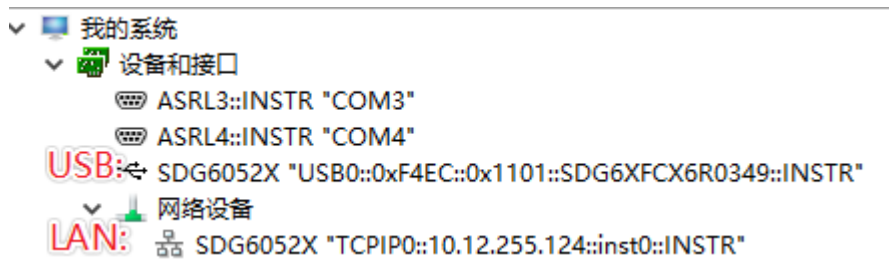 我的系统
设备和接口
ASRL3::INSTR "COM3"
ASRL4::INSTR "COM4"
USB: SDG6052X "USB0::0xF4EC::0x1101::SDG6XFCX6R0349::INSTR"
网络设备
LAN: SDG6052X "TCPIP0::10.12.255.124::inst0::INSTR"